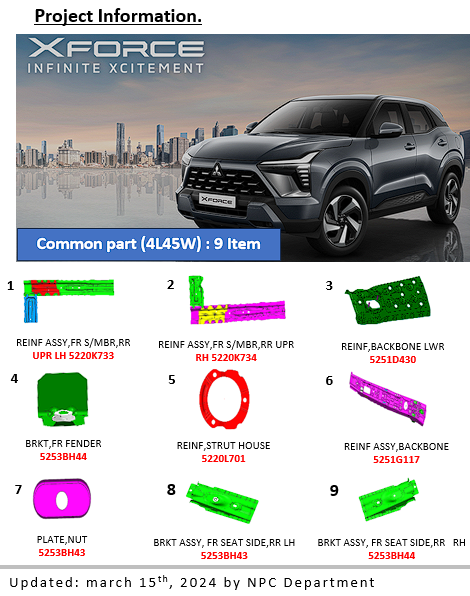 Project Information.
XFORCE
INFINITE XCITEMENT
XFORCE
Common part (4L45W) : 9 Item
1
2
3
REINF ASSY,FR S/MBR,RR
UPR LH 5220K733
REINF ASSY,FR S/MBR,RR UPR
RH 5220K734
REINF,BACKBONE LWR
5251D430
4
5
6
BRKT,FR FENDER
5253BH44
REINF,STRUT HOUSE
5220L701
REINF ASSY,BACKBONE
5251G117
7
8
9
PLATE,NUT
5253BH43
BRKT ASSY, FR SEAT SIDE,RR LH
5253BH43
BRKT ASSY, FR SEAT SIDE,RR RH
5253BH44
Updated: march 15th, 2024 by NPC Department